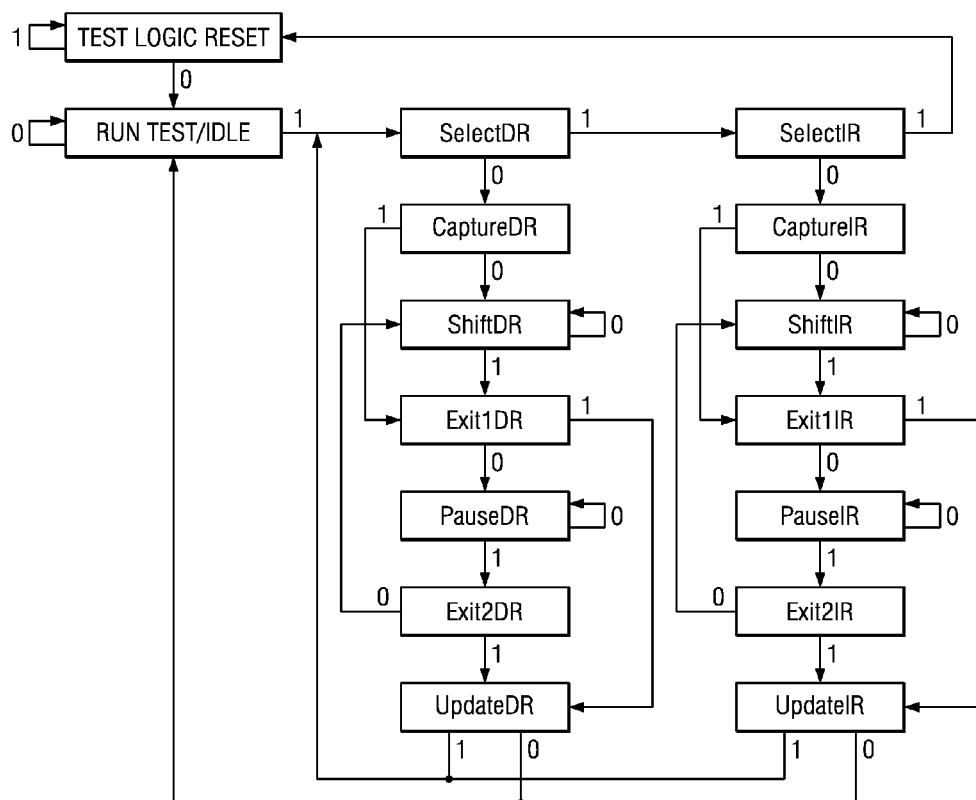 1 TEST LOGIC RESET
0
0 RUN TEST/IDLE 1 SelectDR 1 SelectIR 1
0 0
1 CaptureDR 1 CaptureIR
0 0
ShiftDR 0 ShiftIR 0
1 1
Exit1DR 1 Exit1IR 1
0 0
PauseDR 0 PauseIR 0
1 1
0 Exit2DR 0 Exit2IR
1 1
UpdateDR UpdateIR
1 0 1 0